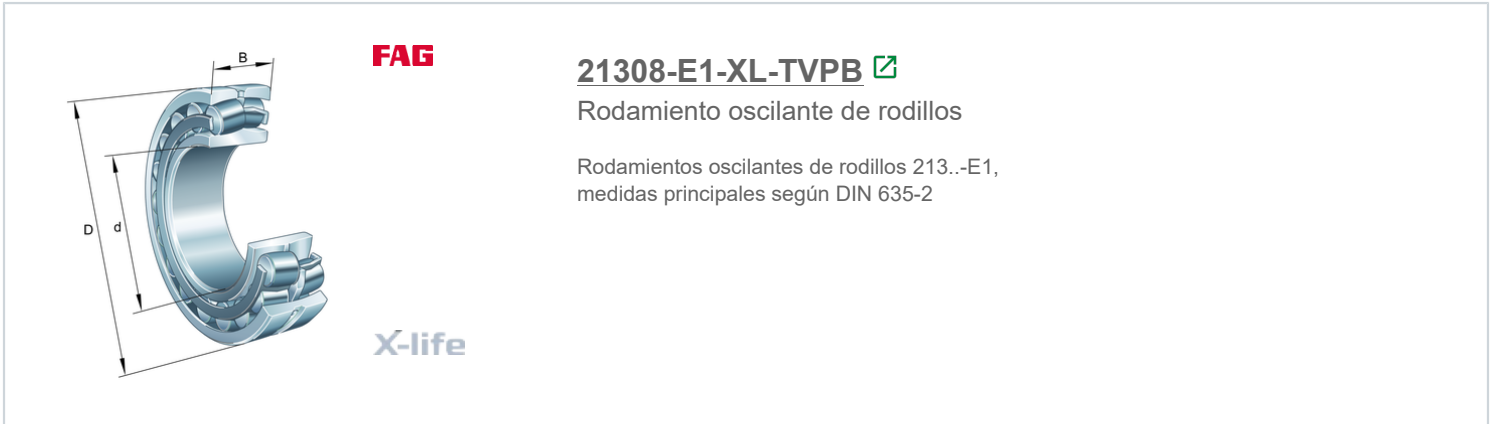 B
D
d
FAG
X-life
21308-E1-XL-TVPB
Rodamiento oscilante de rodillos
Rodamientos oscilantes de rodillos 213..-E1,
medidas principales según DIN 635-2